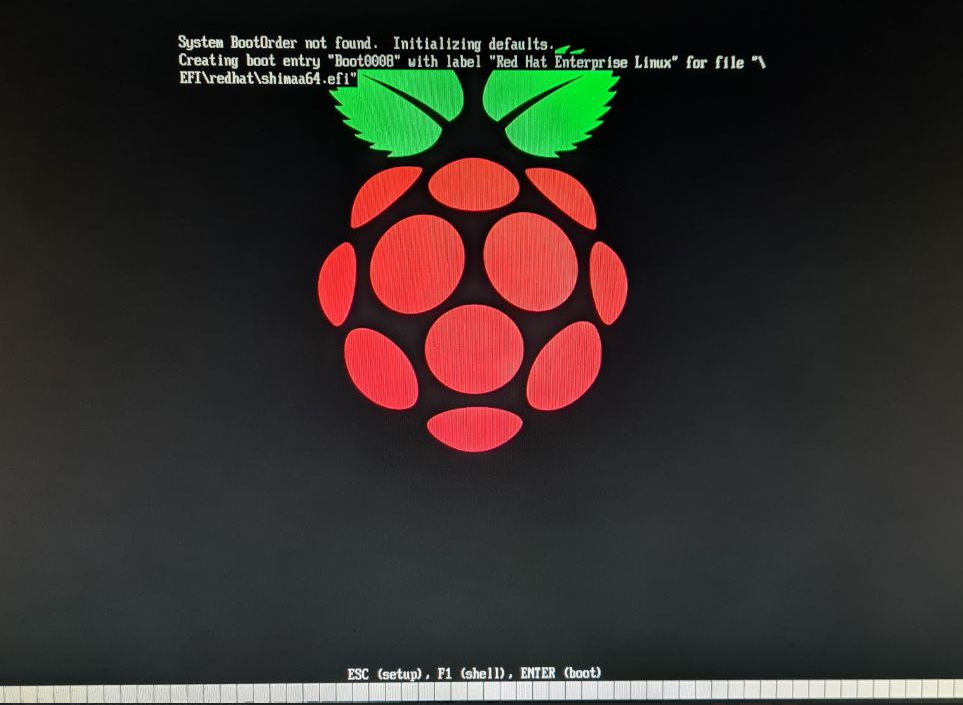 System BootOrder not found.  Initializing defaults.
Creating boot entry "Boot0008" with label "Red Hat Enterprise Linux" for file "\
EFI\redhat\shimaa64.efi"
ESC (setup), F1 (shell), ENTER (boot)